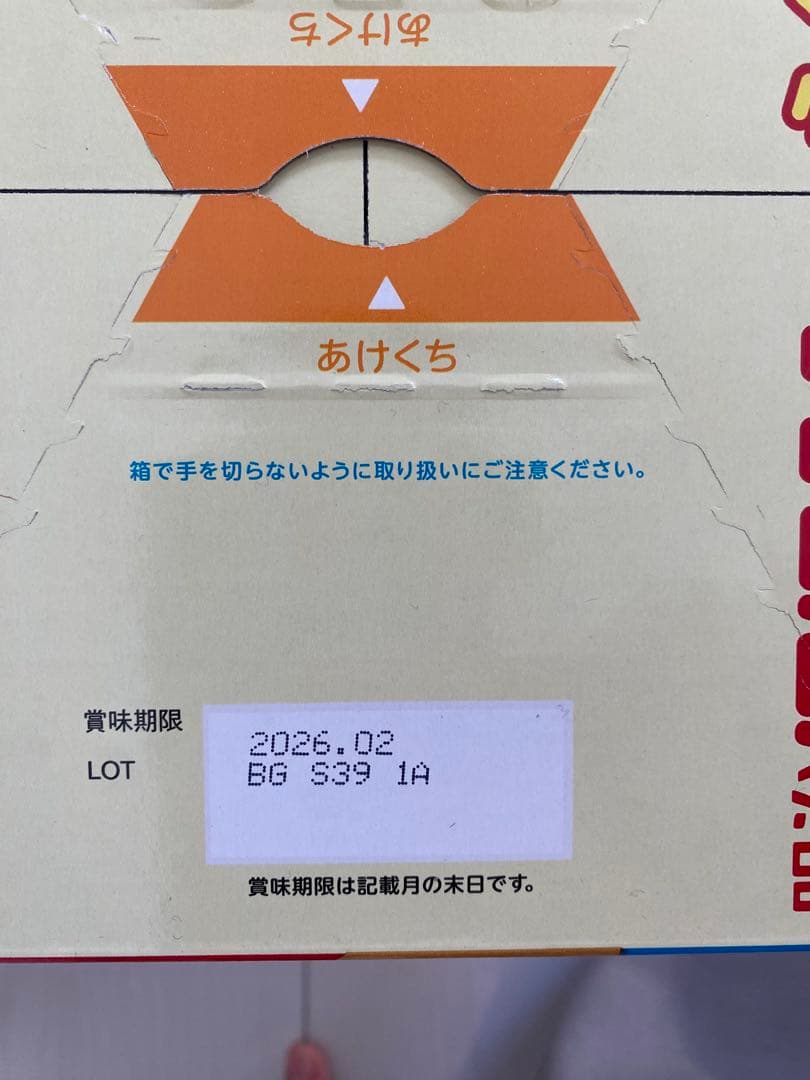 あけくち
あけくち
箱で手を切らないように取り扱いにご注意ください。
賞味期限
2026.02
LOT
BG S39 1A
賞味期限は記載月の末日です。